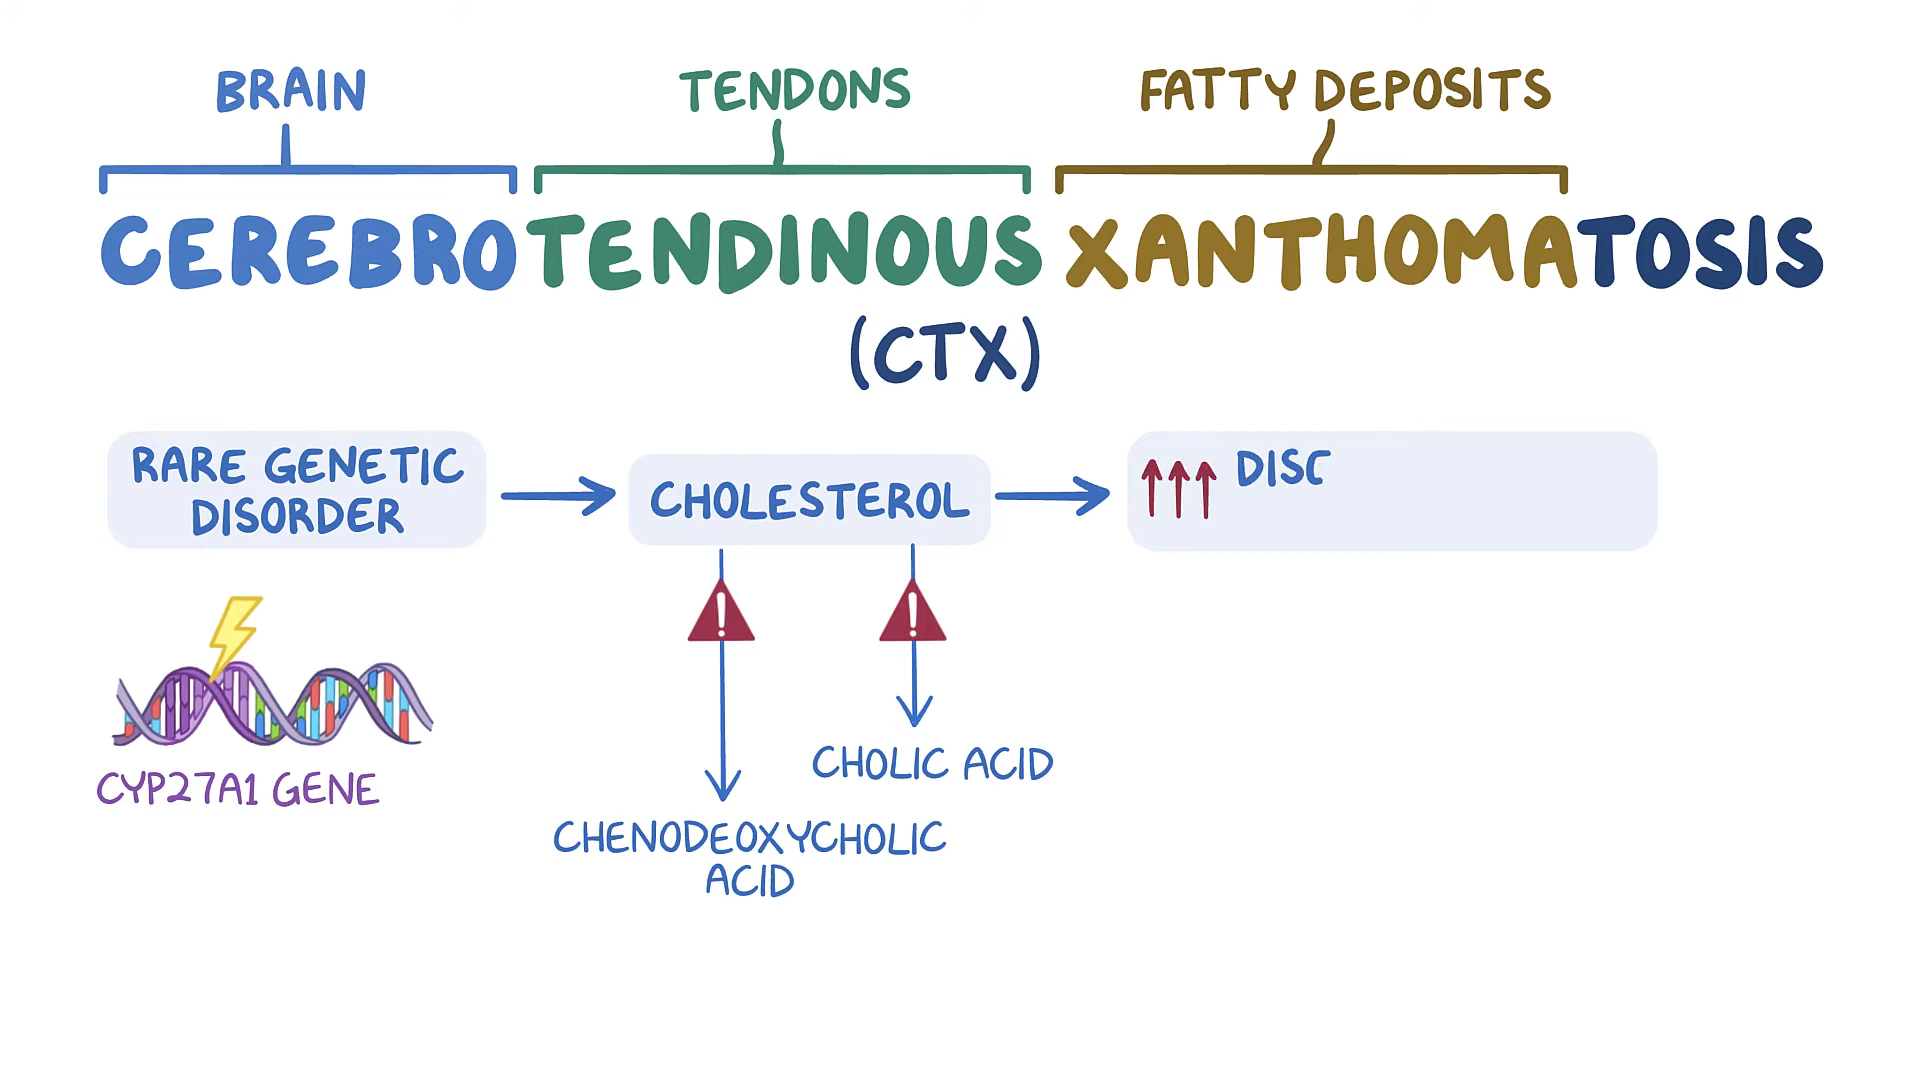 BRAIN
TENDONS
FATTY DEPOSITS
CEREBROTENDINOUS XANTHOMATOSIS
(CTX)
RARE GENETIC
DISORDER
CHOLESTEROL
DISC
CYP27A1 GENE
CHOLIC ACID
CHENODEOXYCHOLIC
ACID